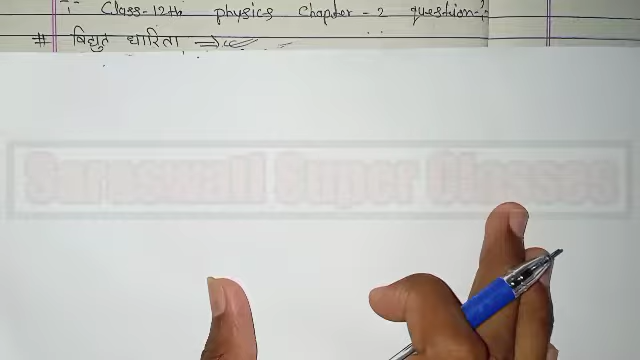 Class-12th physics Chapter-2 question-:
# विद्युत धारिता ⇒
Saraswati Super Classes